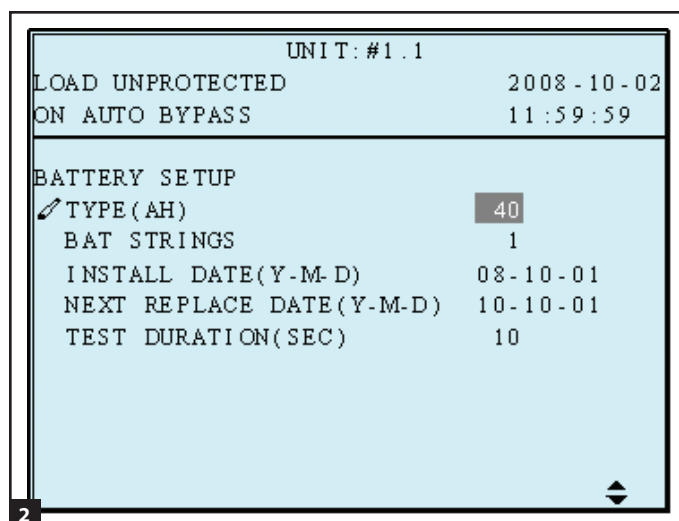 UNIT:#1.1
LOAD UNPROTECTED 2008-10-02
ON AUTO BYPASS 11:59:59
BATTERY SETUP
TYPE(AH) 40
BAT STRINGS 1
INSTALL DATE(Y-M-D) 08-10-01
NEXT REPLACE DATE(Y-M-D) 10-10-01
TEST DURATION(SEC) 10
2